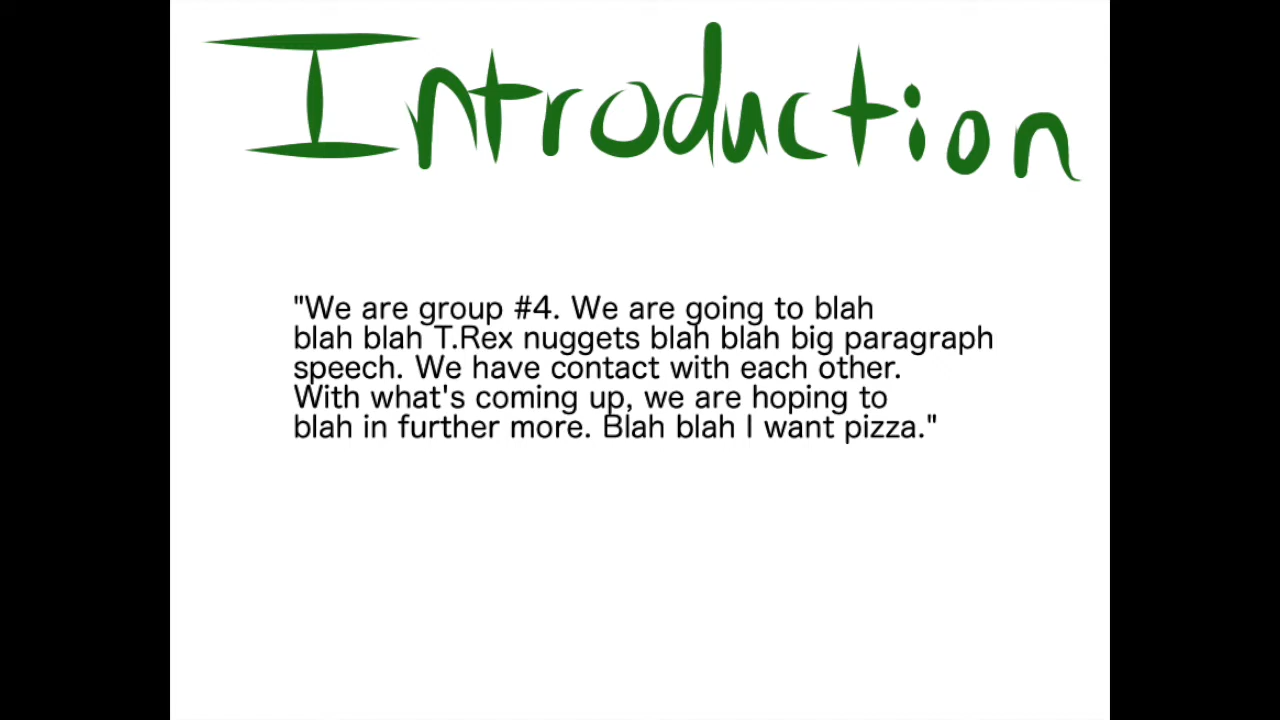 Introduction
"We are group #4. We are going to blah
blah blah T.Rex nuggets blah blah big paragraph
speech. We have contact with each other.
With what's coming up, we are hoping to
blah in further more. Blah blah I want pizza."